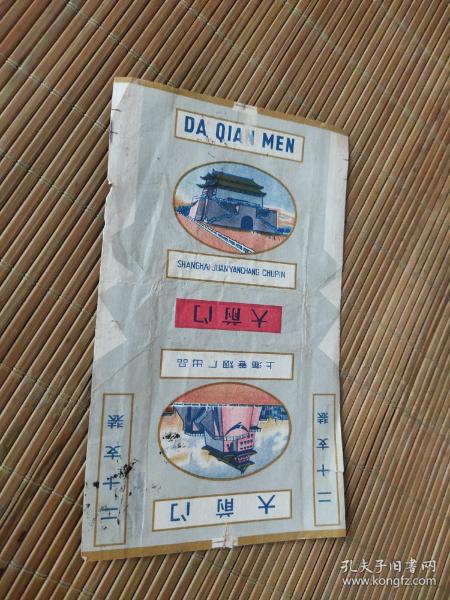 DA QIAN MEN
SHANGHAI JUANYANCHANG CHUPIN
大前门
上海卷烟厂出品
二十支装
二十支装
大前门
孔夫子旧书网
www.kongfz.com